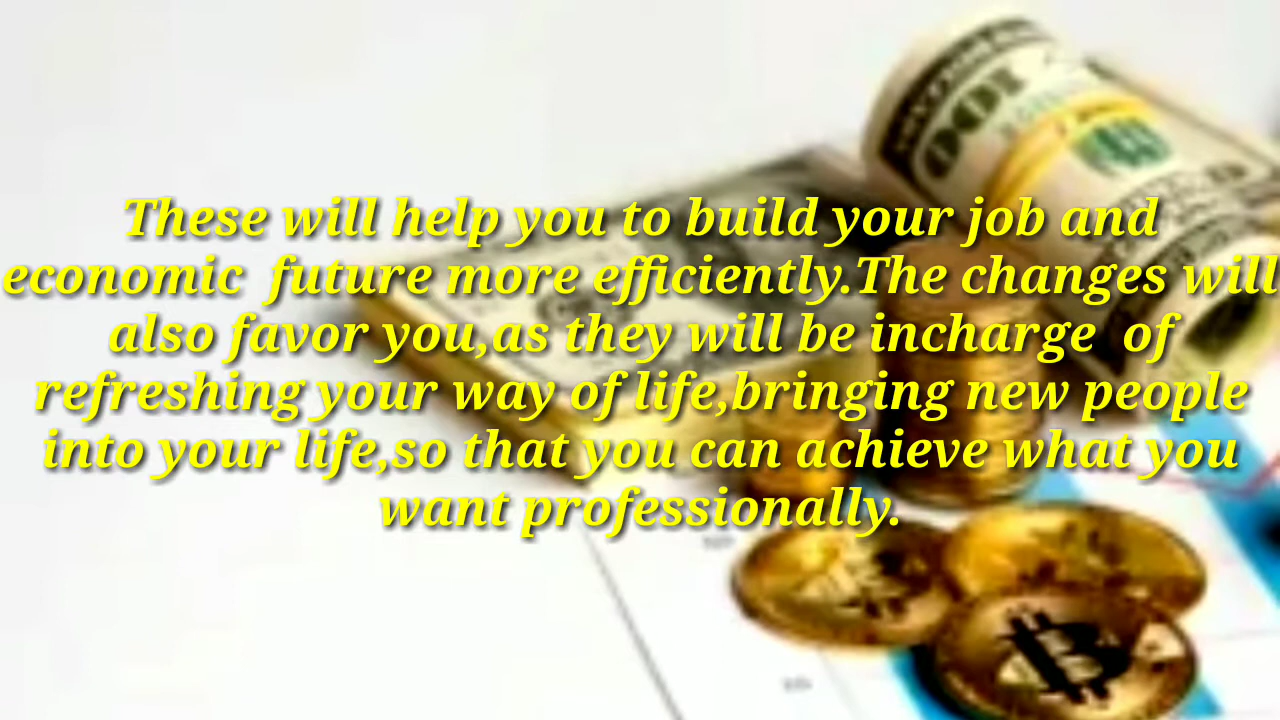 100
These will help you to build your job and
economic  future more efficiently.The changes will
also favor you,as they will be incharge  of
refreshing your way of life,bringing new people
into your life,so that you can achieve what you
want professionally.